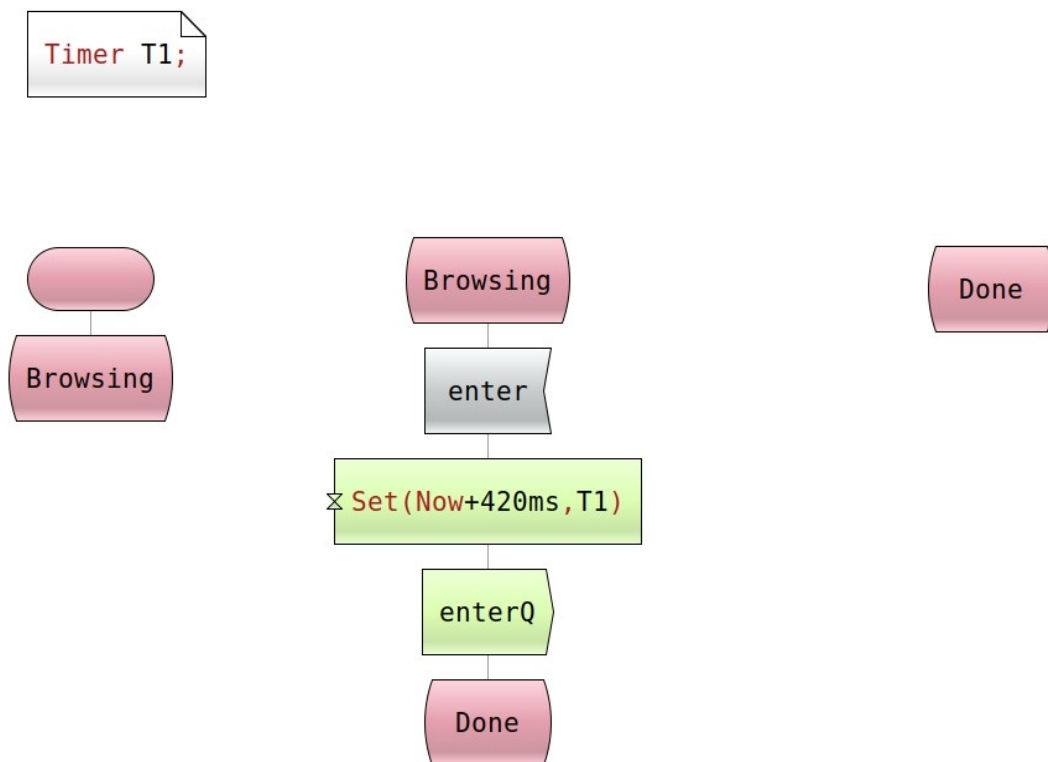 Timer T1;
Browsing
Browsing
enter
Set(Now+420ms,T1)
enterQ
Done
Done